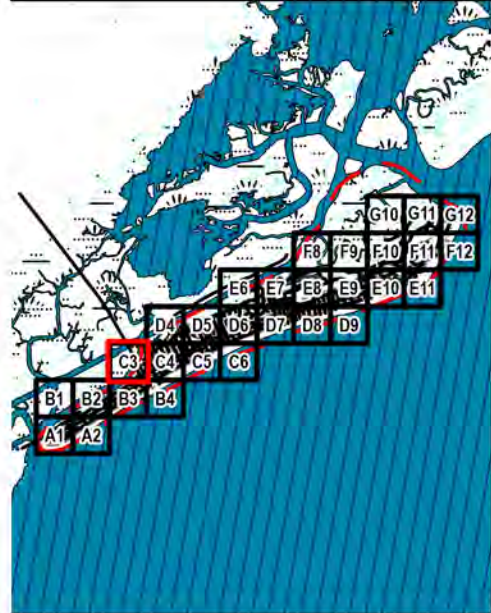 G10 G11 G12
F8 F9 F10 F11 F12
E6 E7 E8 E9 E10 E11
D4 D5 D6 D7 D8 D9
C3 C4 C5 C6
B1 B2 B3 B4
A1 A2